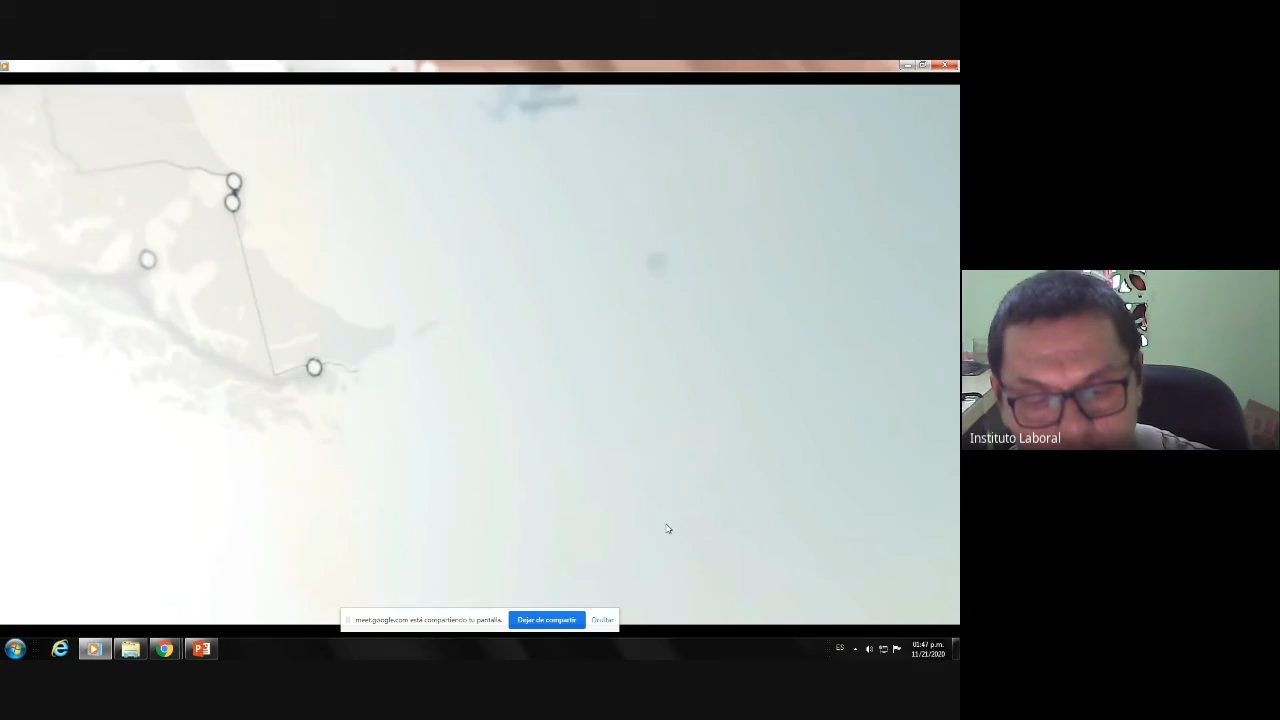 Instituto Laboral
meet.google.com está compartiendo tu pantalla.
Dejar de compartir
Ocultar
ES
01:47 p.m.
11/21/2020